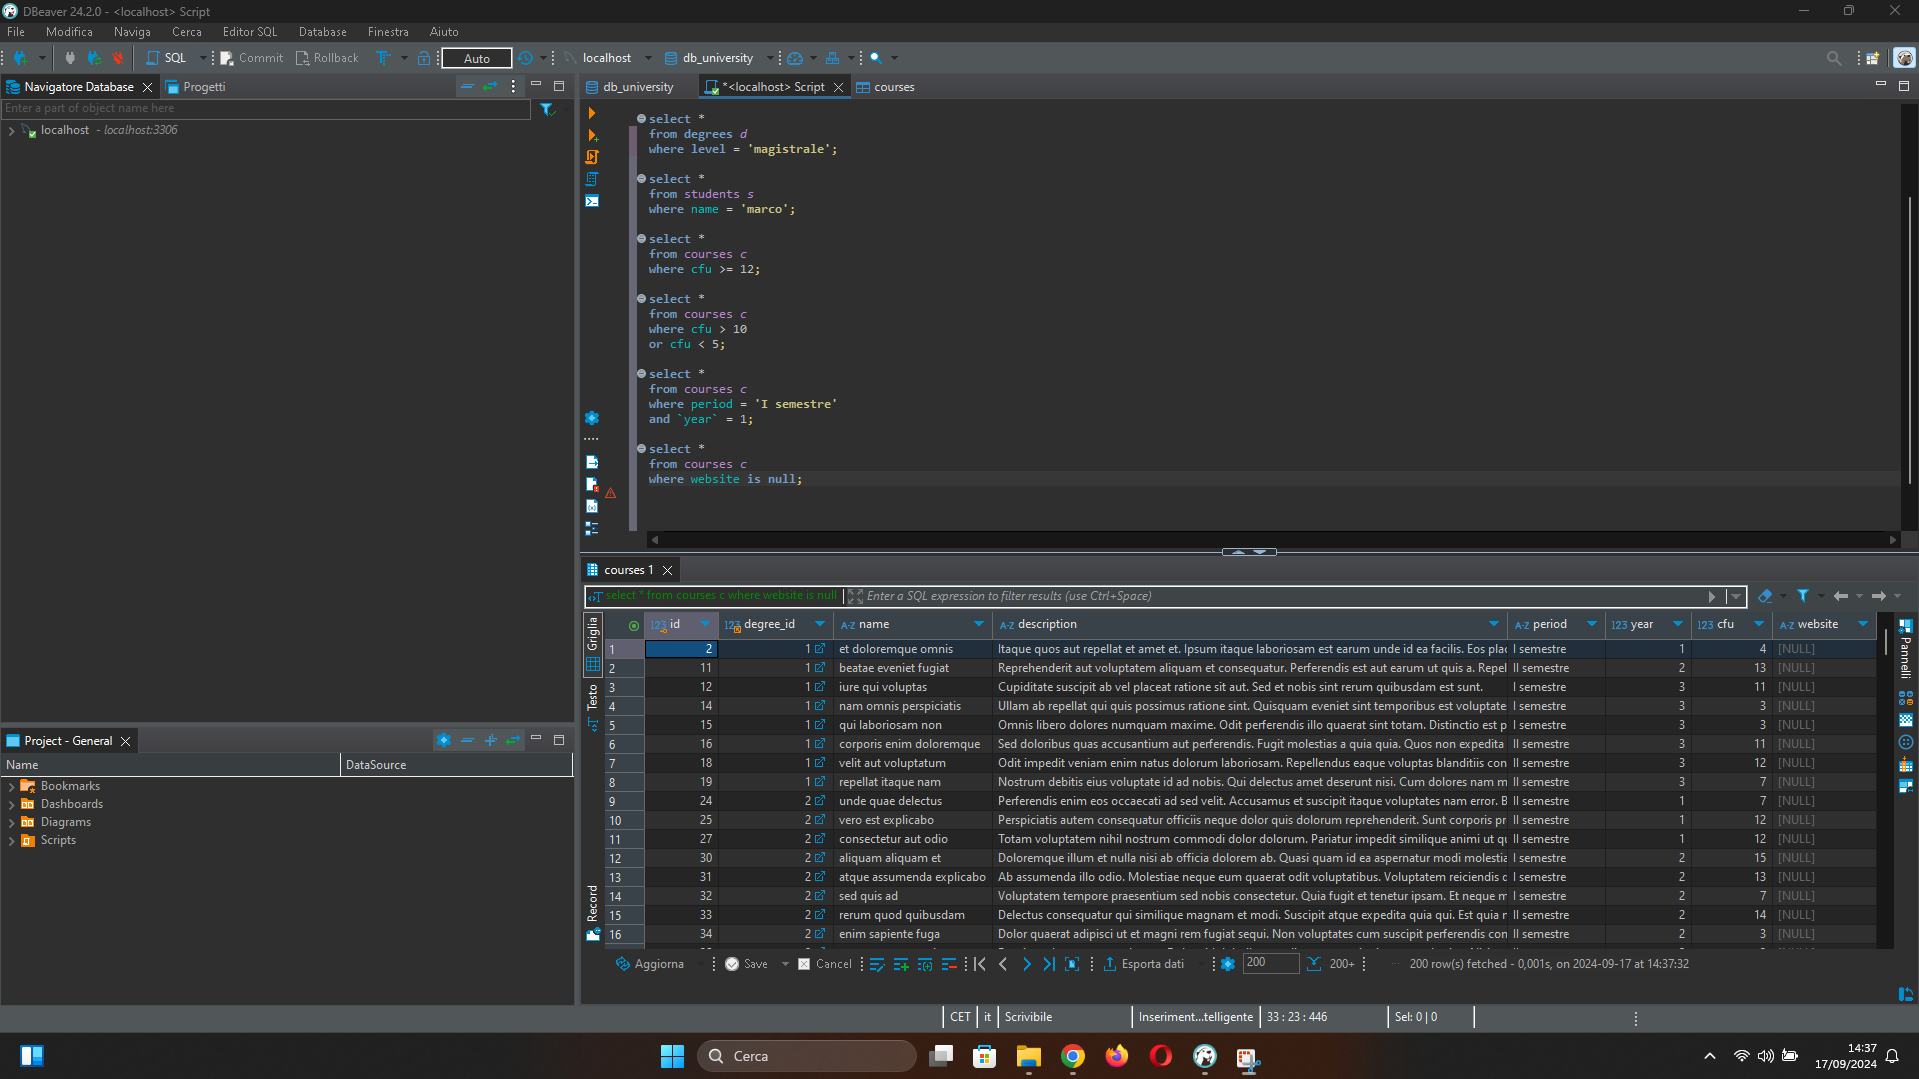 DBeaver 24.2.0 - <localhost> Script
File Modifica Naviga Cerca Editor SQL Database Finestra Aiuto
SQL Commit Rollback Auto localhost db_university
Navigatore Database Progetti
Enter a part of object name here
localhost - localhost:3306
db_university *<localhost> Script courses
select *
from degrees d
where level = 'magistrale';
select *
from students s
where name = 'marco';
select *
from courses c
where cfu >= 12;
select *
from courses c
where cfu > 10
or cfu < 5;
select *
from courses c
where period = 'I semestre'
and `year` = 1;
select *
from courses c
where website is null;
Project - General
Name DataSource
Bookmarks
Dashboards
Diagrams
Scripts
courses 1
select * from courses c where website is null Enter a SQL expression to filter results (use Ctrl+Space)
Griglia
Testo
Record
Pannelli
123 id 123 degree_id A-Z name A-Z description A-Z period 123 year 123 cfu A-Z website
1 2 1 et doloremque omnis Itaque quos aut repellat et amet et. Ipsum itaque laboriosam est earum unde id ea facilis. Eos I semestre 1 4 [NULL]
2 11 1 beatae eveniet fugiat Reprehenderit aut voluptatem aliquam et consequatur. Perferendis est aut earum ut quis a. II semestre 2 13 [NULL]
3 12 1 iure qui voluptas Cupiditate suscipit ab vel placeat ratione sit aut. Sed et nobis sint rerum quibusdam est sunt. I semestre 3 11 [NULL]
4 14 1 nam omnis perspiciatis Ullam ab repellat qui quis possimus ratione sint. Quisquam eveniet sint temporibus est voluptate I semestre 3 3 [NULL]
5 15 1 qui laboriosam non Omnis libero dolores numquam maxime. Odit perferendis illo quaerat sint totam. Distinctio est p I semestre 3 3 [NULL]
6 16 1 corporis enim doloremque Sed doloribus quas accusantium aut perferendis. Fugit molestias a quia quia. Quos non expedita II semestre 3 11 [NULL]
7 18 1 velit aut voluptatum Odit impedit veniam enim natus dolorum laboriosam. Repellendus eaque voluptas blanditiis con II semestre 3 12 [NULL]
8 19 1 repellat itaque nam Nostrum debitis eius voluptate id ad nobis. Qui delectus amet deserunt nisi. Cum dolores nam m II semestre 3 7 [NULL]
9 24 2 unde quae delectus Perferendis enim eos occaecati ad sed velit. Accusamus et suscipit itaque voluptates nam error. II semestre 1 7 [NULL]
10 25 2 vero est explicabo Perspiciatis autem consequatur officiis neque dolor quis dolorum reprehenderit. Sunt corporis pr II semestre 1 12 [NULL]
11 27 2 consectetur aut odio Totam voluptatem nihil nostrum commodi dolor dolorum. Pariatur impedit similique animi ut II semestre 1 12 [NULL]
12 30 2 aliquam aliquam et Doloremque illum et nulla nisi ab officia dolorem ab. Quasi quam id ea aspernatur modi molestia I semestre 2 15 [NULL]
13 31 2 atque assumenda explicabo Ab assumenda illo odio. Molestiae neque eum quaerat odit voluptatibus. Voluptatem reiciendis I semestre 2 13 [NULL]
14 32 2 sed quis ad Voluptatem tempore praesentium sed nobis consectetur. Quia fugit et tenetur ipsam. Et neque m I semestre 2 7 [NULL]
15 33 2 rerum quod quibusdam Delectus consequatur qui similique magnam et modi. Suscipit atque expedita quia qui. Est quia II semestre 2 14 [NULL]
16 34 2 enim sapiente fuga Dolor quaerat adipisci ut et magni rem fugiat sequi. Non voluptates cum suscipit perferendis con II semestre 2 3 [NULL]
Aggiorna Save Cancel Esporta dati 200 200+ 200 row(s) fetched - 0,001s, on 2024-09-17 at 14:37:32
CET it Scrivibile Inseriment...telligente 33 : 23 : 446 Sel: 0 | 0
Cerca
14:37
17/09/2024